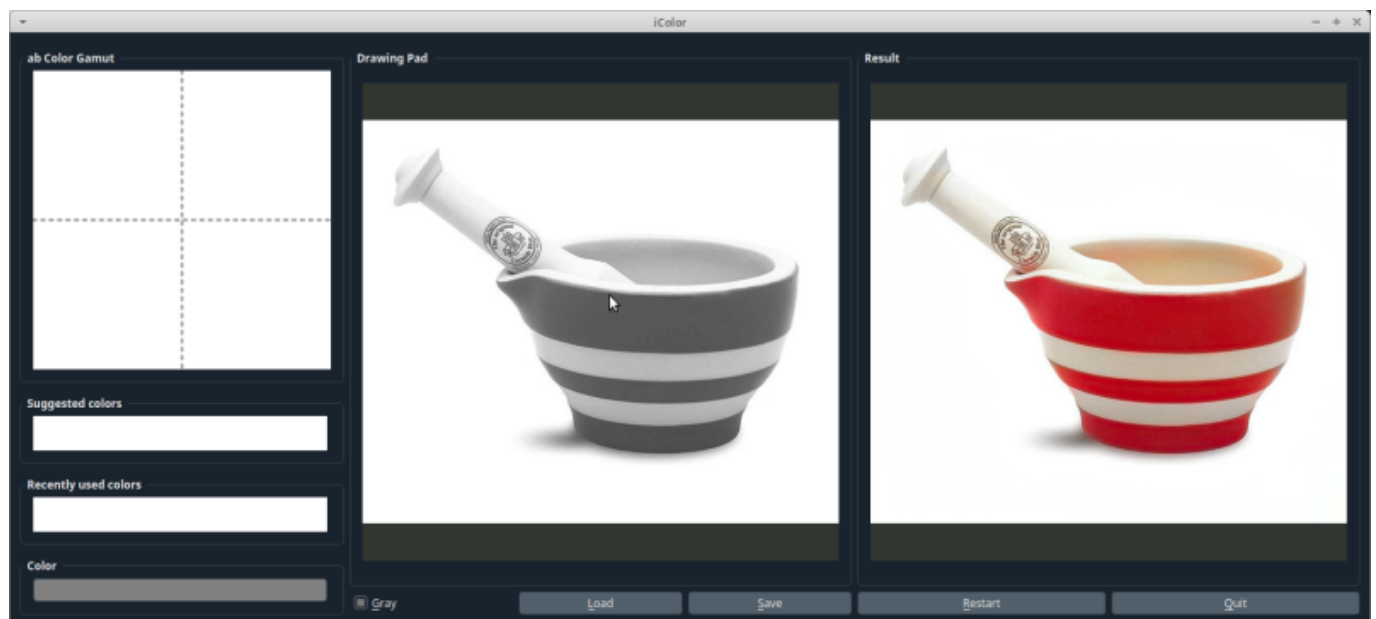 iColor
ab Color Gamut
Drawing Pad
Result
Suggested colors
Recently used colors
Color
Gray
Load
Save
Restart
Quit